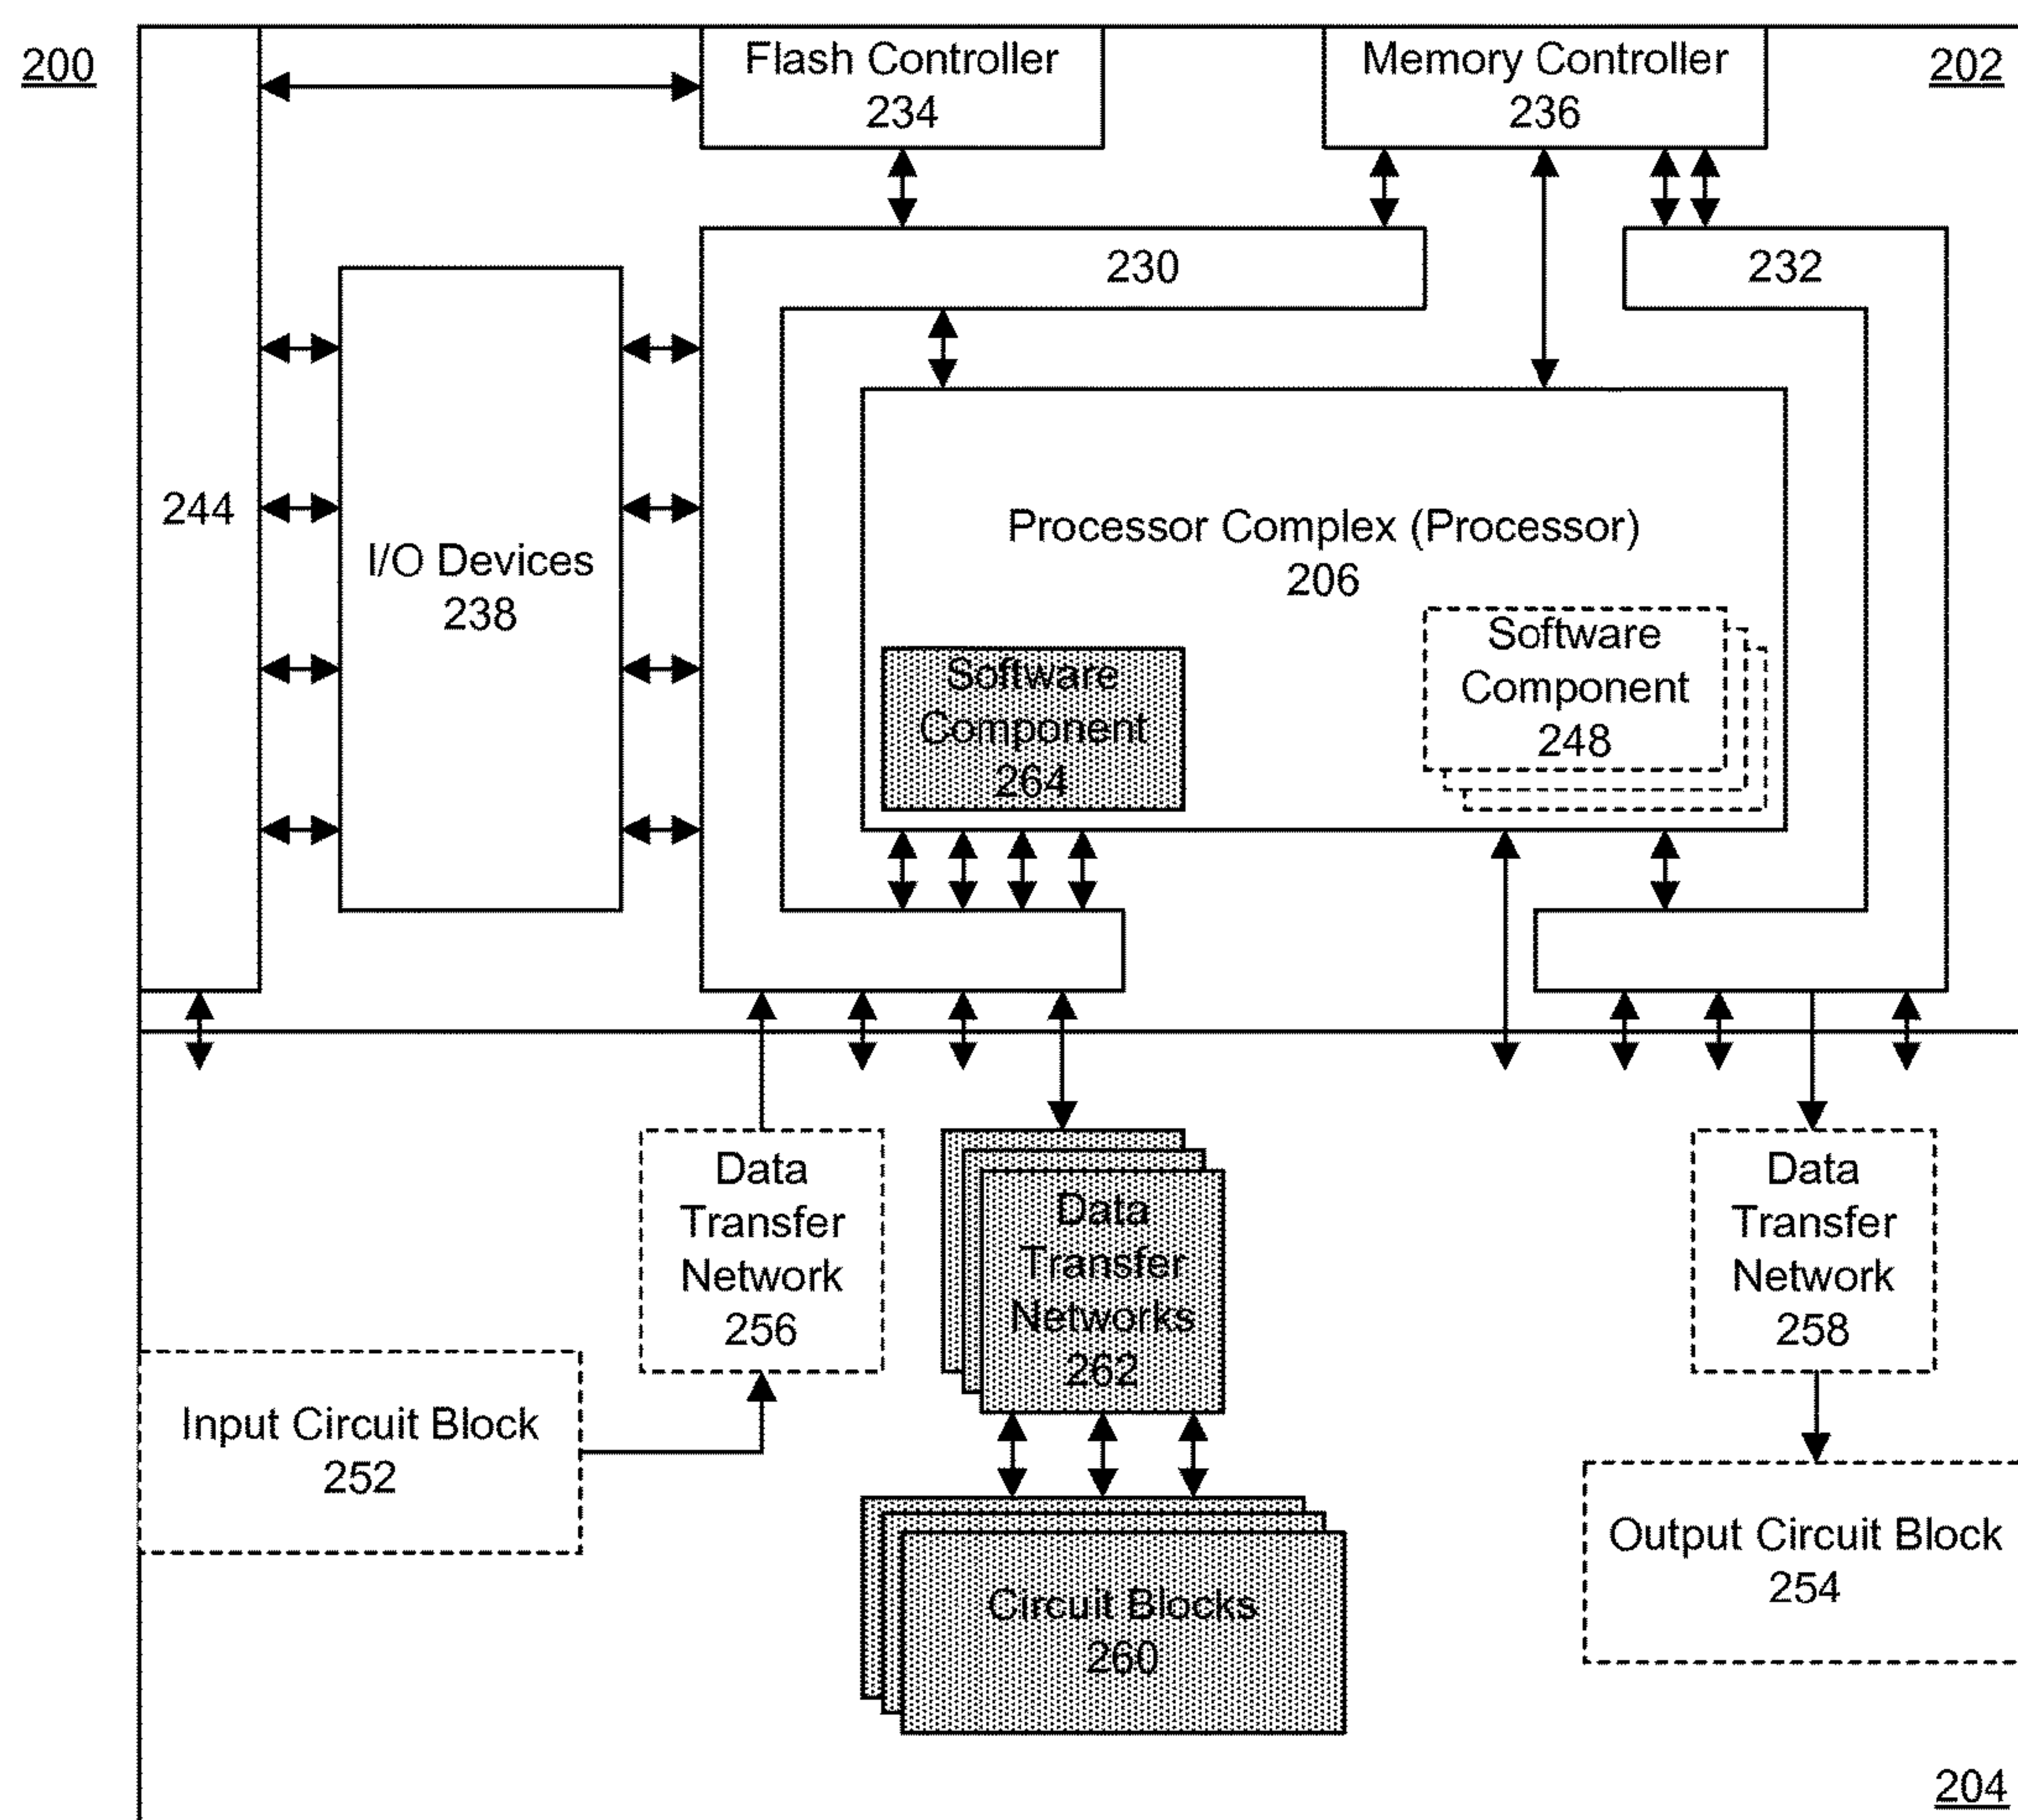 200
Flash Controller
234
Memory Controller
236
202
230
232
244
I/O Devices
238
Processor Complex (Processor)
206
Software
Component
264
Software
Component
248
Data
Transfer
Network
256
Data
Transfer
Networks
262
Data
Transfer
Network
258
Input Circuit Block
252
Circuit Blocks
260
Output Circuit Block
254
204